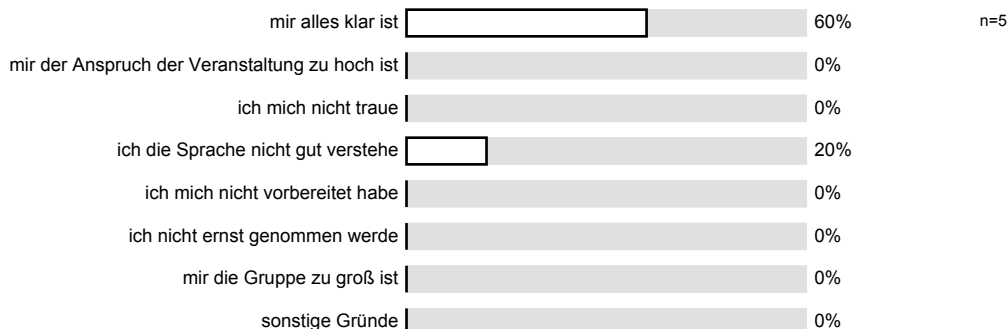 mir alles klar ist 60% n=5
mir der Anspruch der Veranstaltung zu hoch ist 0%
ich mich nicht traue 0%
ich die Sprache nicht gut verstehe 20%
ich mich nicht vorbereitet habe 0%
ich nicht ernst genommen werde 0%
mir die Gruppe zu groß ist 0%
sonstige Gründe 0%